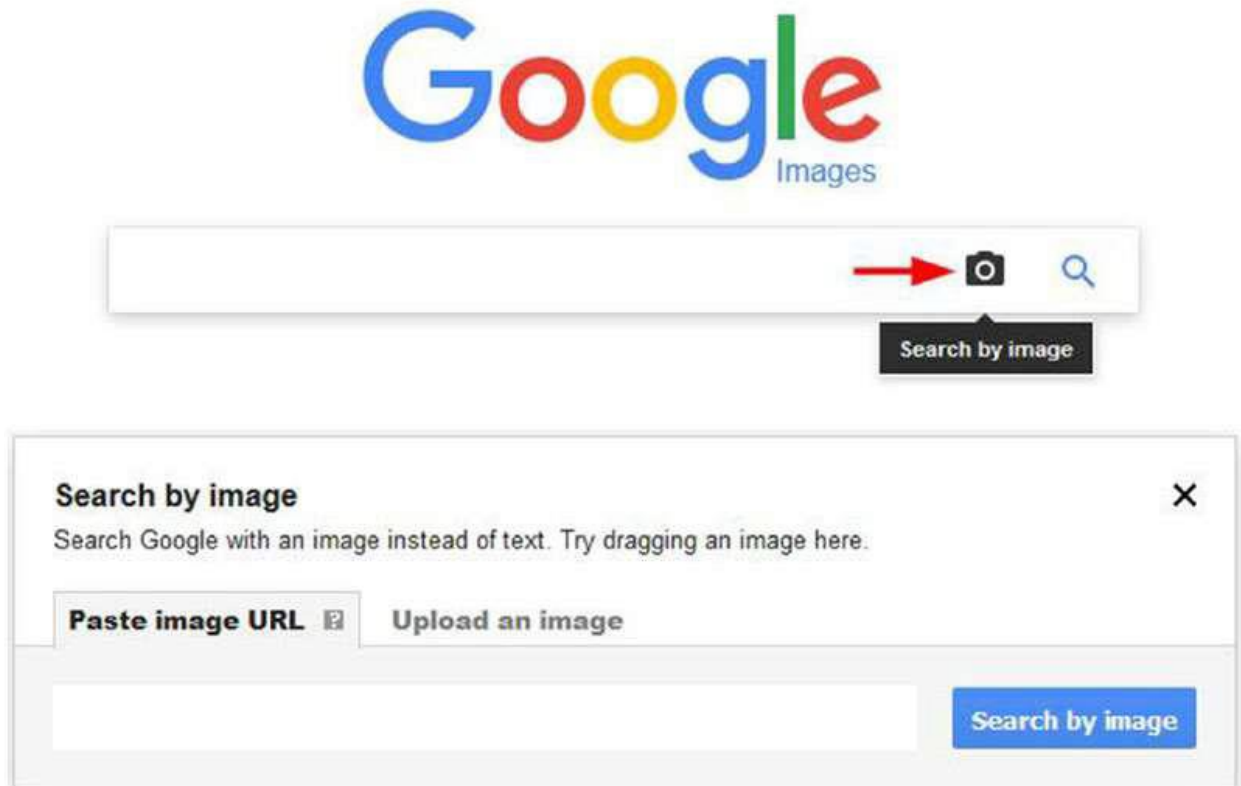 Google
Images
Search by image
Search by image
Search Google with an image instead of text. Try dragging an image here.
Paste image URL ?
Upload an image
Search by image